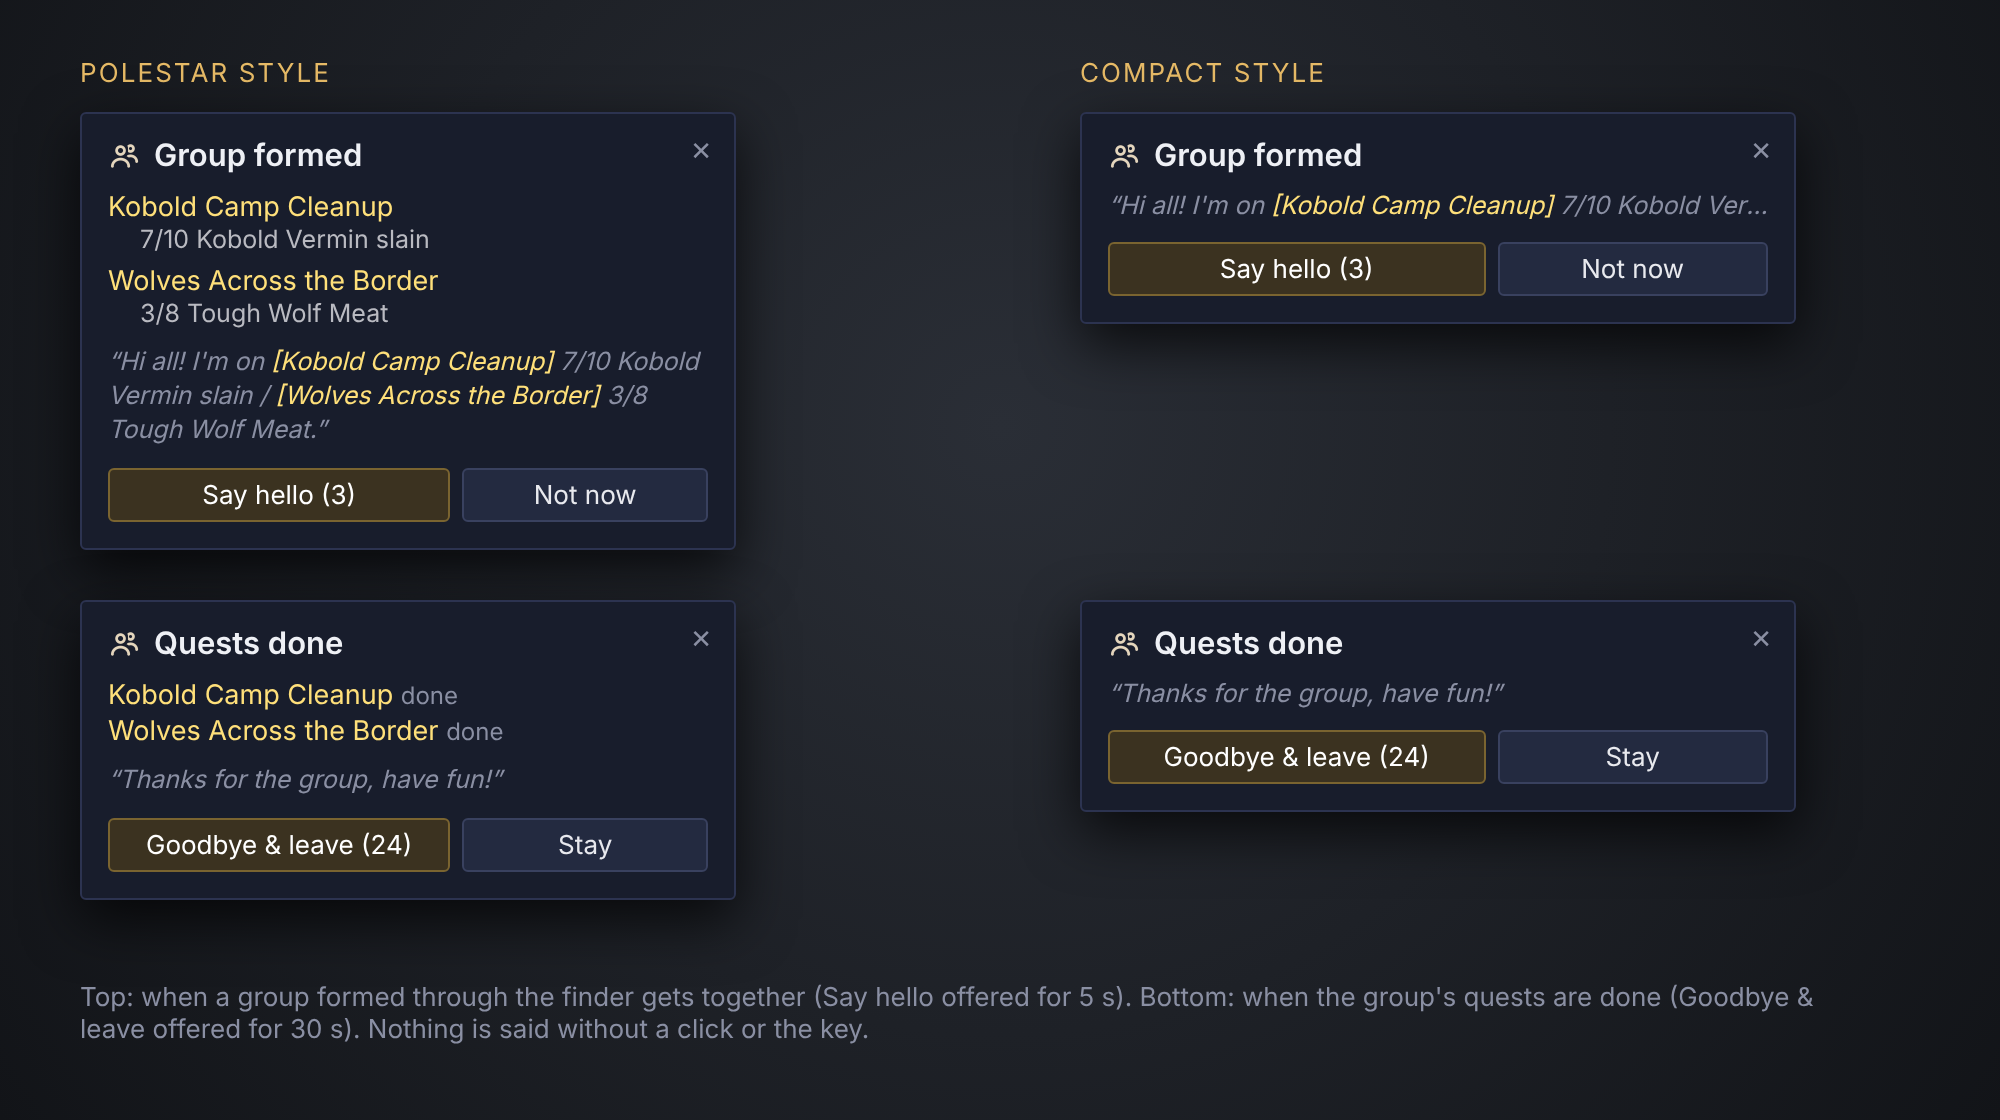 POLESTAR STYLE
Group formed
Kobold Camp Cleanup
7/10 Kobold Vermin slain
Wolves Across the Border
3/8 Tough Wolf Meat
“Hi all! I'm on [Kobold Camp Cleanup] 7/10 Kobold
Vermin slain / [Wolves Across the Border] 3/8
Tough Wolf Meat.”
Say hello (3)
Not now
Quests done
Kobold Camp Cleanup done
Wolves Across the Border done
“Thanks for the group, have fun!”
Goodbye & leave (24)
Stay
COMPACT STYLE
Group formed
“Hi all! I'm on [Kobold Camp Cleanup] 7/10 Kobold Ver...
Say hello (3)
Not now
Quests done
“Thanks for the group, have fun!”
Goodbye & leave (24)
Stay
Top: when a group formed through the finder gets together (Say hello offered for 5 s). Bottom: when the group's quests are done (Goodbye &
leave offered for 30 s). Nothing is said without a click or the key.